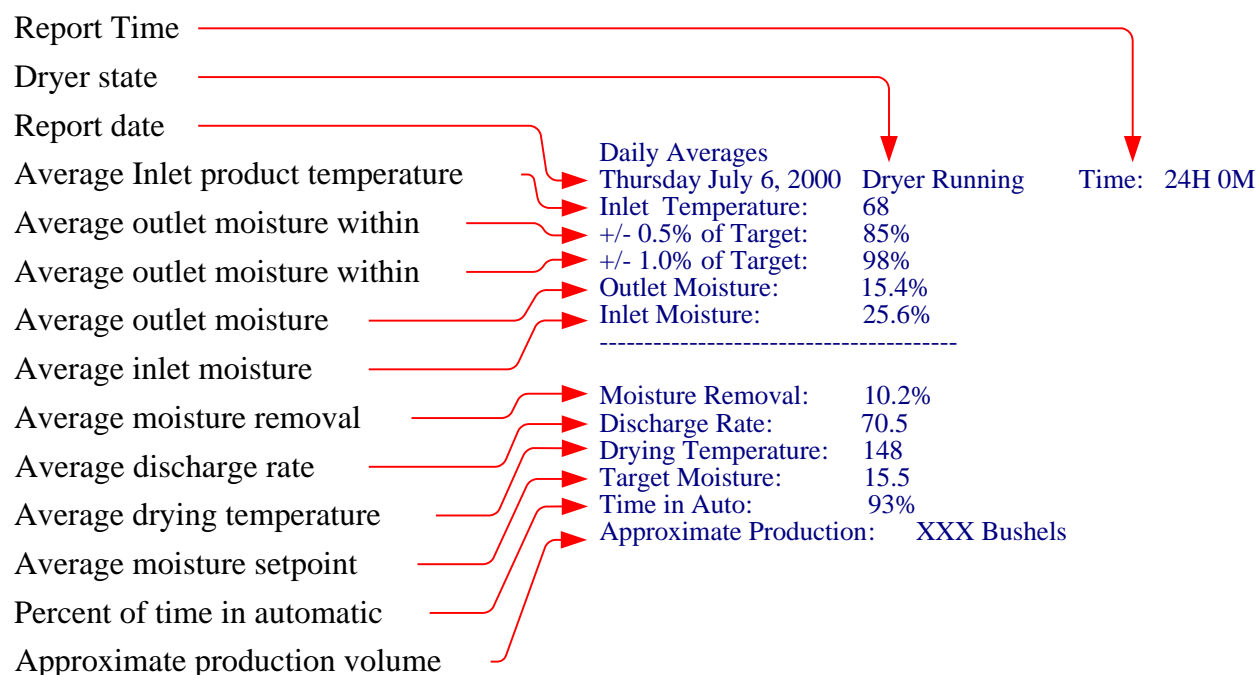 Report Time
Dryer state
Report date
Average Inlet product temperature
Average outlet moisture within
Average outlet moisture within
Average outlet moisture
Average inlet moisture
Average moisture removal
Average discharge rate
Average drying temperature
Average moisture setpoint
Percent of time in automatic
Approximate production volume
Daily Averages
Thursday July 6, 2000 Dryer Running Time: 24H 0M
Inlet Temperature: 68
+/- 0.5% of Target: 85%
+/- 1.0% of Target: 98%
Outlet Moisture: 15.4%
Inlet Moisture: 25.6%
----------------------------------------
Moisture Removal: 10.2%
Discharge Rate: 70.5
Drying Temperature: 148
Target Moisture: 15.5
Time in Auto: 93%
Approximate Production: XXX Bushels